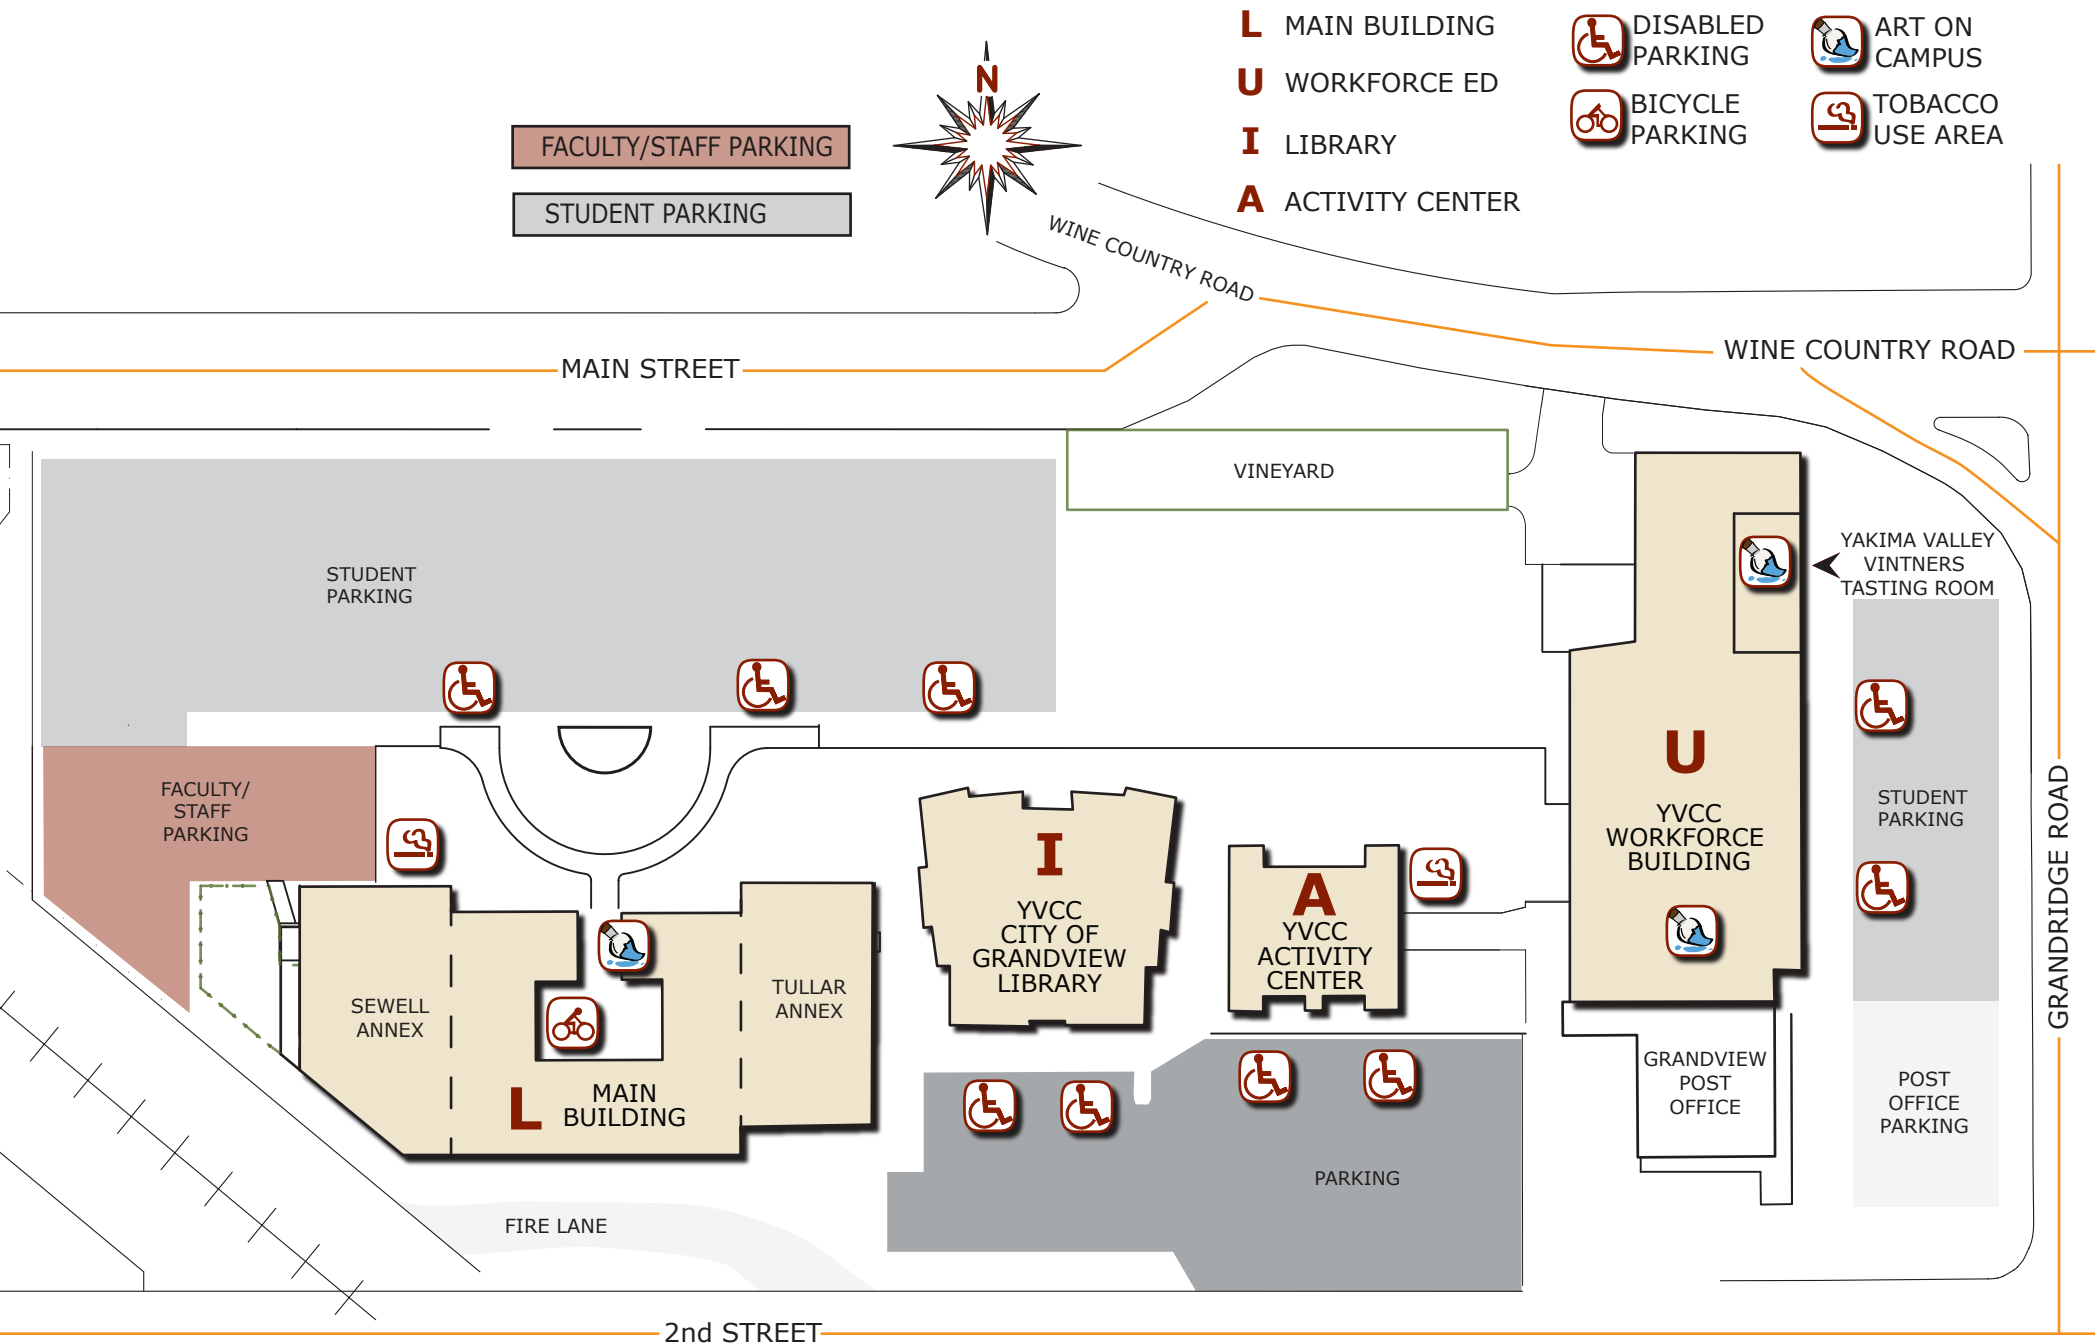 L MAIN BUILDING
U WORKFORCE ED
I LIBRARY
A ACTIVITY CENTER
DISABLED
PARKING
BICYCLE
PARKING
ART ON
CAMPUS
TOBACCO
USE AREA
N
FACULTY/STAFF PARKING
STUDENT PARKING
WINE COUNTRY ROAD
WINE COUNTRY ROAD
MAIN STREET
VINEYARD
YAKIMA VALLEY
VINTNERS
TASTING ROOM
STUDENT
PARKING
FACULTY/
STAFF
PARKING
U
YVCC
WORKFORCE
BUILDING
STUDENT
PARKING
GRANDRIDGE ROAD
I
YVCC
CITY OF
GRANDVIEW
LIBRARY
A
YVCC
ACTIVITY
CENTER
SEWELL
ANNEX
TULLAR
ANNEX
L
MAIN
BUILDING
GRANDVIEW
POST
OFFICE
POST
OFFICE
PARKING
PARKING
FIRE LANE
2nd STREET